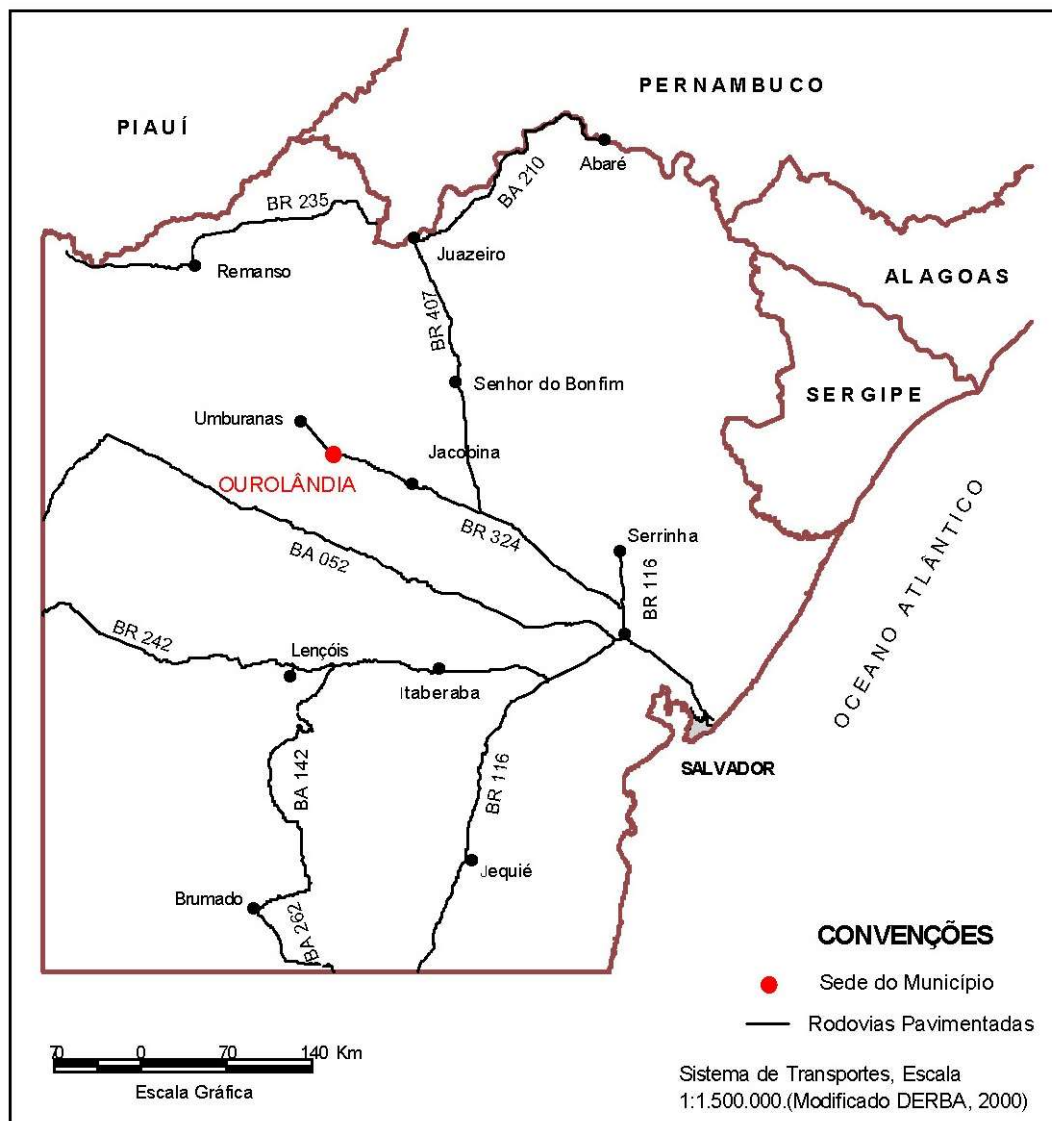 PERNAMBUCO
PIAUÍ
Abaré
BA 210
BR 235
Juazeiro
Remanso
ALAGOAS
BR 407
Senhor do Bonfim
SERGIPE
Umburanas
Jacobina
OUROLÂNDIA
BR 324
Serrinha
BA 052
BR 116
OCEANO ATLÂNTICO
BR 242
Lençóis
Itaberaba
SALVADOR
BA 142
BR 116
Jequié
Brumado
BA 262
CONVENÇÕES
Sede do Município
Rodovias Pavimentadas
70 0 70 140 Km
Escala Gráfica
Sistema de Transportes, Escala
1:1.500.000.(Modificado DERBA, 2000)